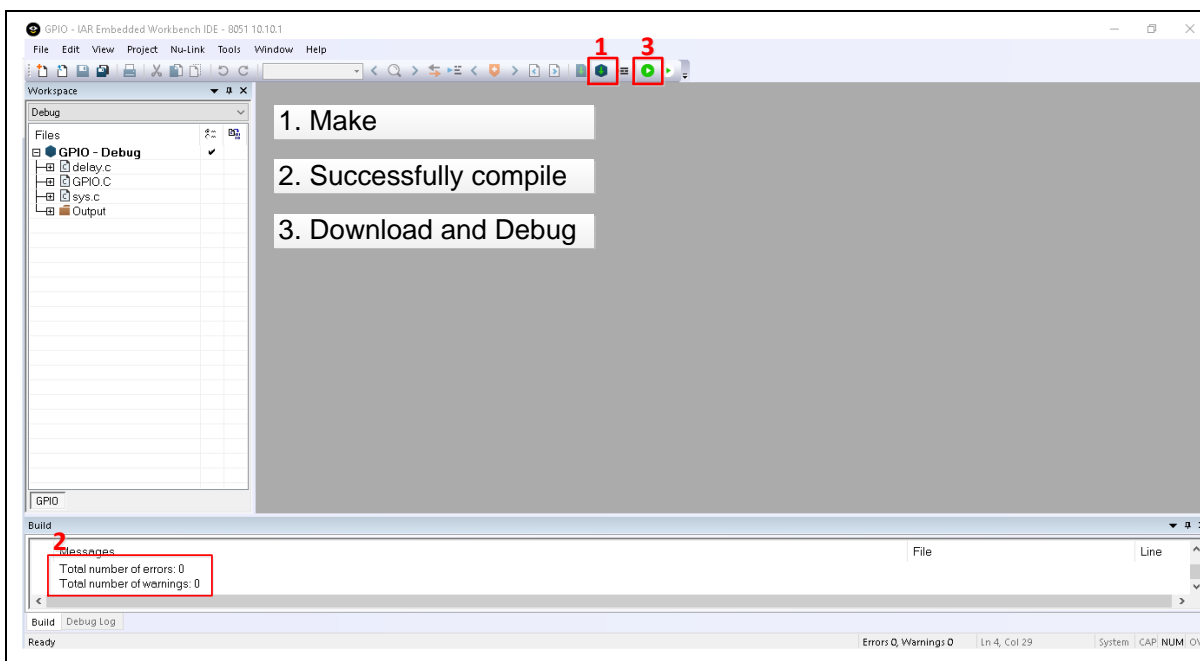 GPIO - IAR Embedded Workbench IDE - 8051 10.10.1
File Edit View Project Nu-Link Tools Window Help
1 3
Workspace
Debug
Files
GPIO - Debug
delay.c
GPIO.C
sys.c
Output
1. Make
2. Successfully compile
3. Download and Debug
GPIO
Build
2
Messages File Line
Total number of errors: 0
Total number of warnings: 0
Build Debug Log
Ready Errors 0, Warnings 0 Ln 4, Col 29 System CAP NUM OV